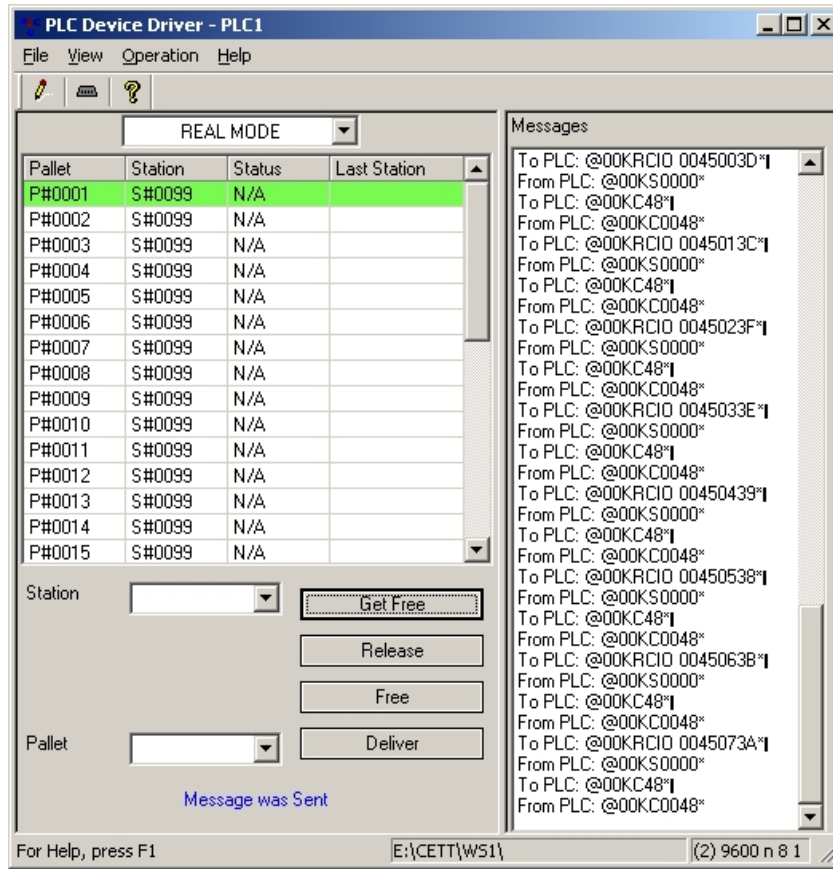 PLC Device Driver - PLC1
File View Operation Help
REAL MODE
Pallet Station Status Last Station
P#0001 S#0099 N/A
P#0002 S#0099 N/A
P#0003 S#0099 N/A
P#0004 S#0099 N/A
P#0005 S#0099 N/A
P#0006 S#0099 N/A
P#0007 S#0099 N/A
P#0008 S#0099 N/A
P#0009 S#0099 N/A
P#0010 S#0099 N/A
P#0011 S#0099 N/A
P#0012 S#0099 N/A
P#0013 S#0099 N/A
P#0014 S#0099 N/A
P#0015 S#0099 N/A
Station
Get Free
Release
Free
Pallet
Deliver
Message was Sent
Messages
To PLC: @00KRCIO 0045003D*
From PLC: @00KS0000*
To PLC: @00KC48*
From PLC: @00KC0048*
To PLC: @00KRCIO 0045013C*
From PLC: @00KS0000*
To PLC: @00KC48*
From PLC: @00KC0048*
To PLC: @00KRCIO 0045023F*
From PLC: @00KS0000*
To PLC: @00KC48*
From PLC: @00KC0048*
To PLC: @00KRCIO 0045033E*
From PLC: @00KS0000*
To PLC: @00KC48*
From PLC: @00KC0048*
To PLC: @00KRCIO 00450439*
From PLC: @00KS0000*
To PLC: @00KC48*
From PLC: @00KC0048*
To PLC: @00KRCIO 00450538*
From PLC: @00KS0000*
To PLC: @00KC48*
From PLC: @00KC0048*
To PLC: @00KRCIO 0045063B*
From PLC: @00KS0000*
To PLC: @00KC48*
From PLC: @00KC0048*
To PLC: @00KRCIO 0045073A*
From PLC: @00KS0000*
To PLC: @00KC48*
From PLC: @00KC0048*
For Help, press F1
E:\CETT\WS1\
(2) 9600 n 8 1